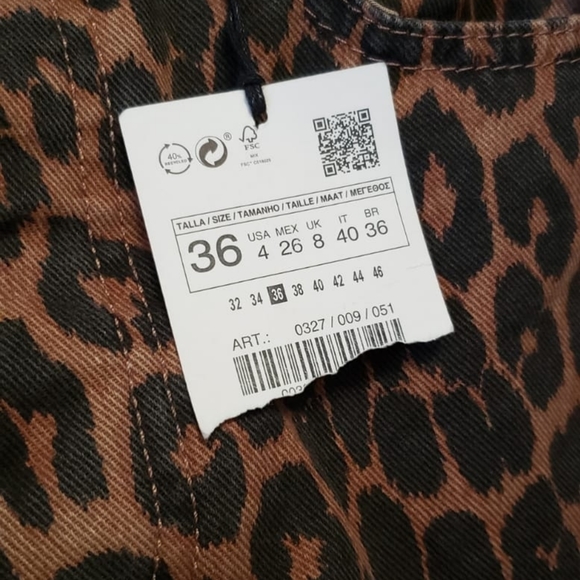 40%
RECYCLED
®
FSC
MIX
TALLA / SIZE / TAMANHO / TAILLE / MAAT / ΜΕΓΕΘΟΣ
36 USA MEX UK IT BR
4 26 8 40 36
32 34 36 38 40 42 44 46
ART.: 0327 / 009 / 051